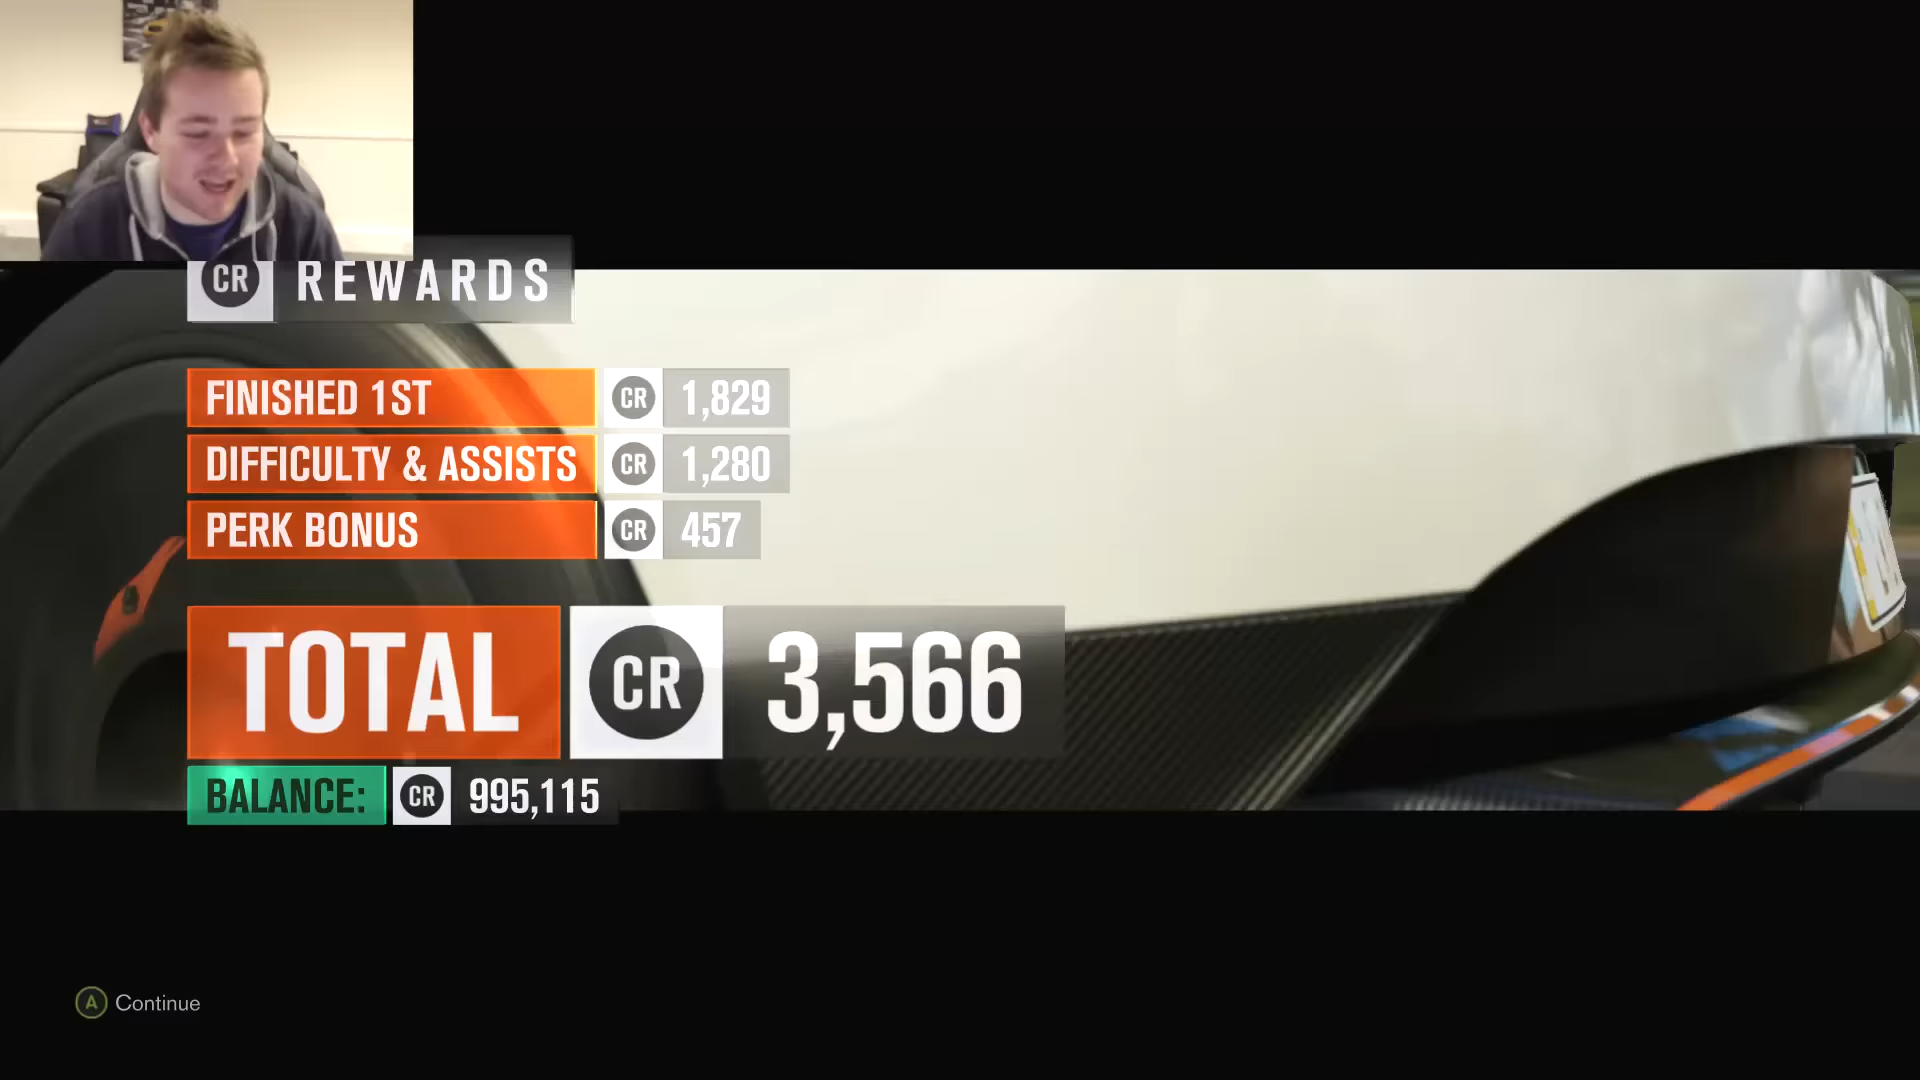 CR REWARDS
FINISHED 1ST CR 1,829
DIFFICULTY & ASSISTS CR 1,280
PERK BONUS CR 457
TOTAL CR 3,566
BALANCE: CR 995,115
A Continue